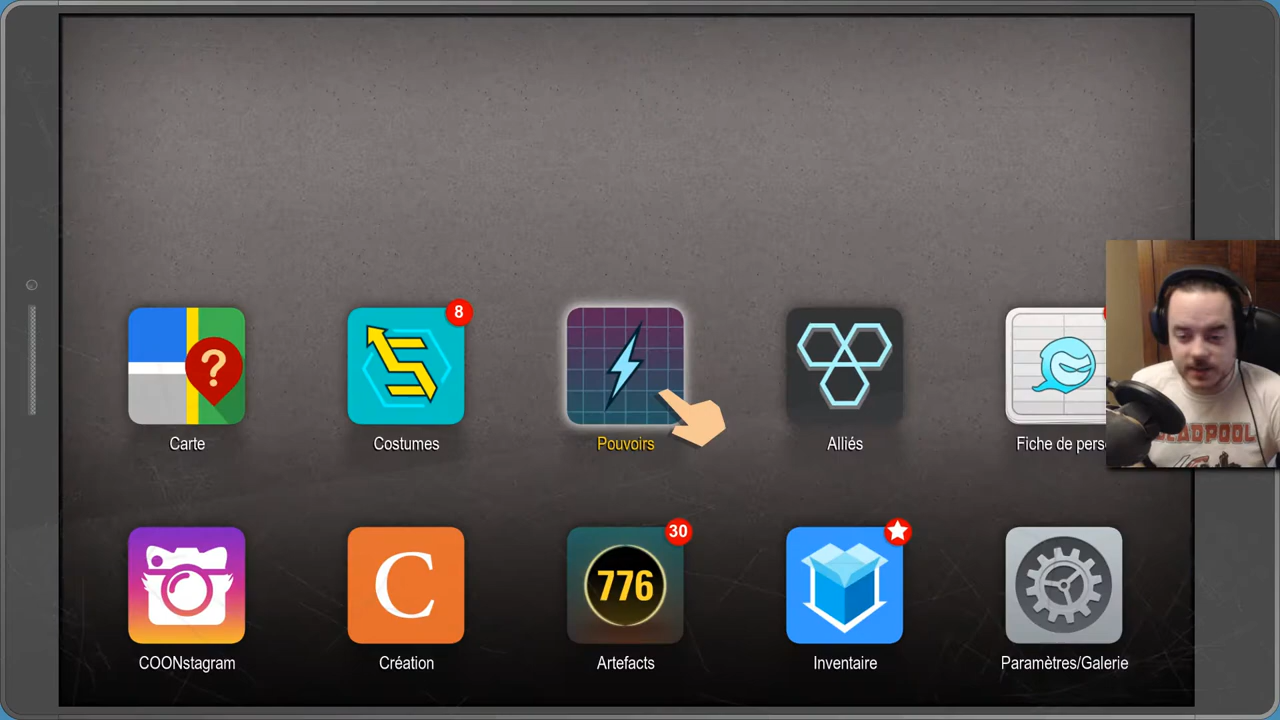 8
?
Carte
Costumes
Pouvoirs
Alliés
Fiche de pers
DEADPOOL
30
C
776
COONstagram
Création
Artefacts
Inventaire
Paramètres/Galerie